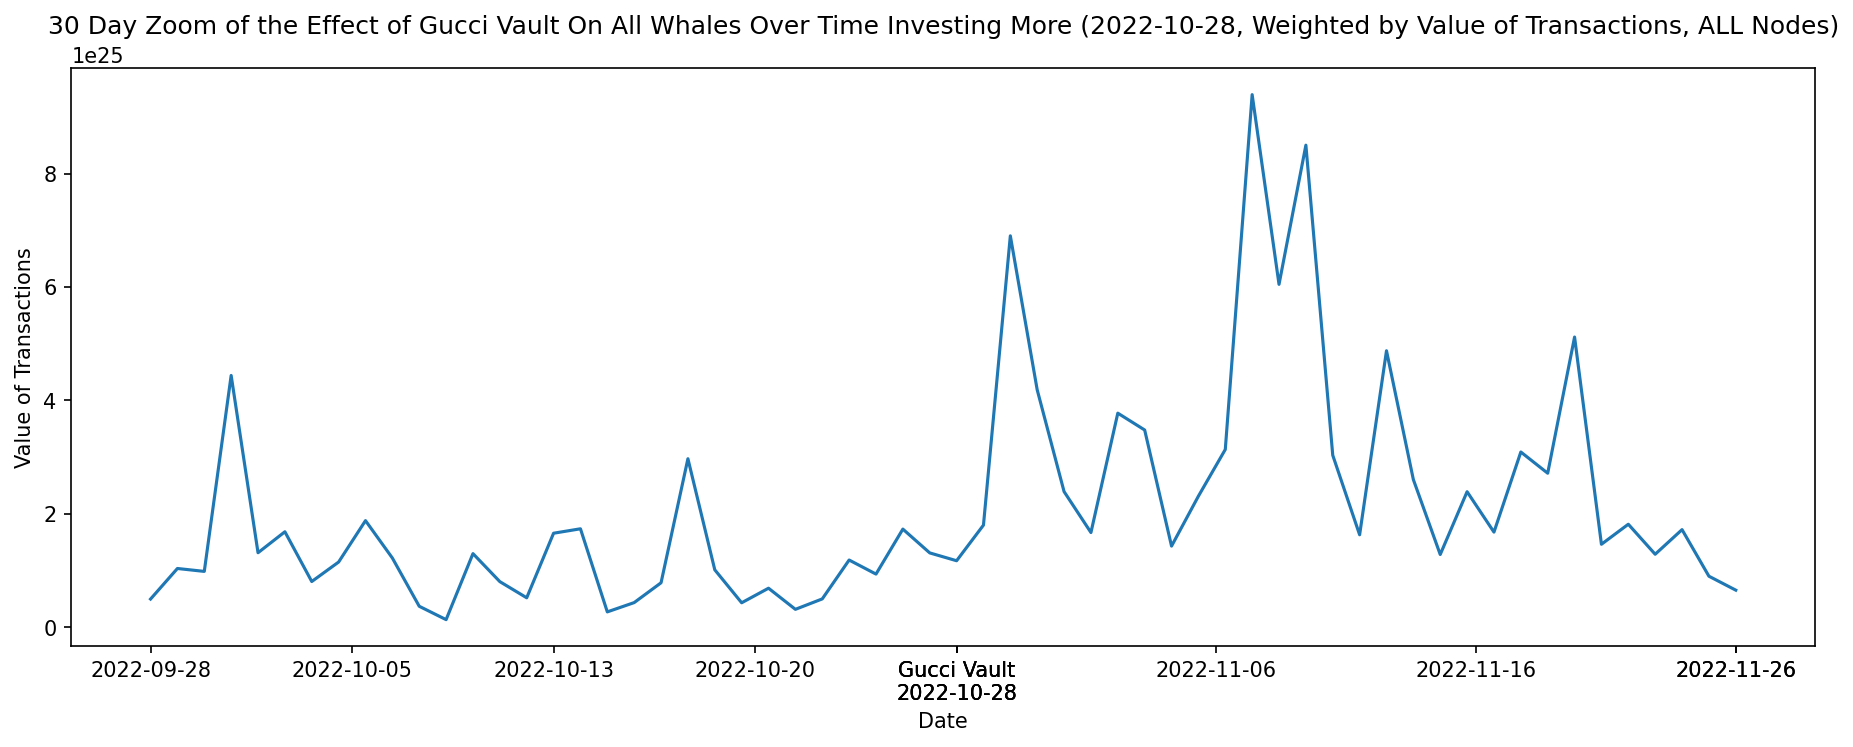 30 Day Zoom of the Effect of Gucci Vault On All Whales Over Time Investing More (2022-10-28, Weighted by Value of Transactions, ALL Nodes)
1e25
8
6
4
2
0
Value of Transactions
2022-09-28 2022-10-05 2022-10-13 2022-10-20 Gucci Vault 2022-11-06 2022-11-16 2022-11-26
2022-10-28
Date